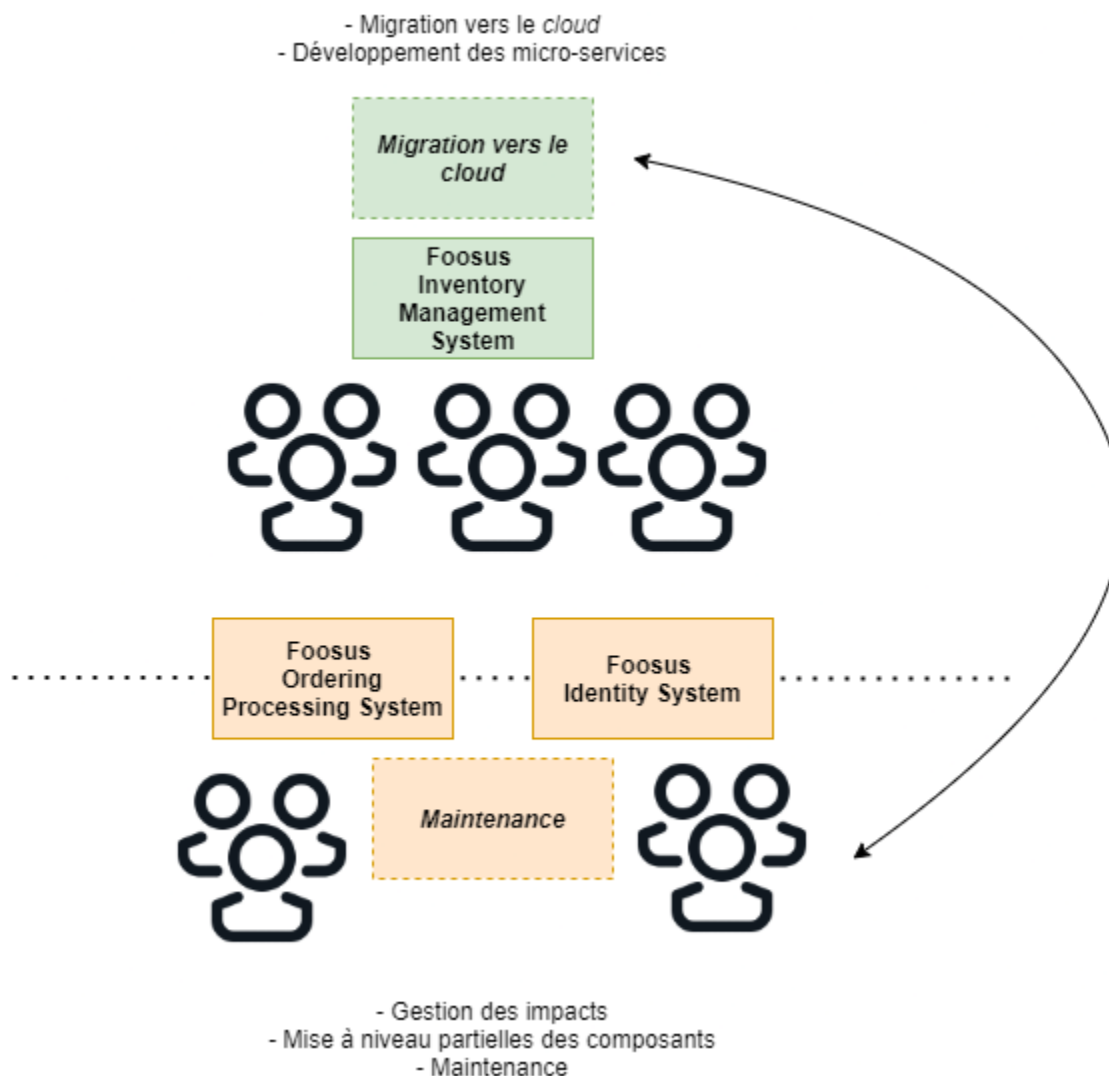 - Migration vers le cloud
- Développement des micro-services
Migration vers le
cloud
Foosus
Inventory
Management
System
Foosus
Ordering
Processing System
Foosus
Identity System
Maintenance
- Gestion des impacts
- Mise à niveau partielles des composants
- Maintenance